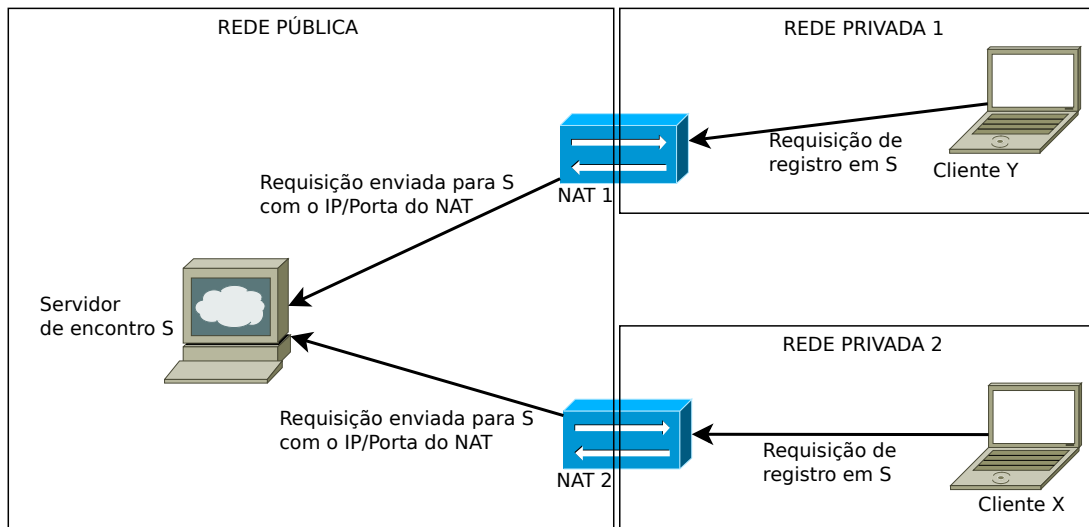 REDE PÚBLICA
REDE PRIVADA 1
Requisição de
registro em S
Cliente Y
NAT 1
Requisição enviada para S
com o IP/Porta do NAT
Servidor
de encontro S
REDE PRIVADA 2
Requisição enviada para S
com o IP/Porta do NAT
NAT 2
Requisição de
registro em S
Cliente X